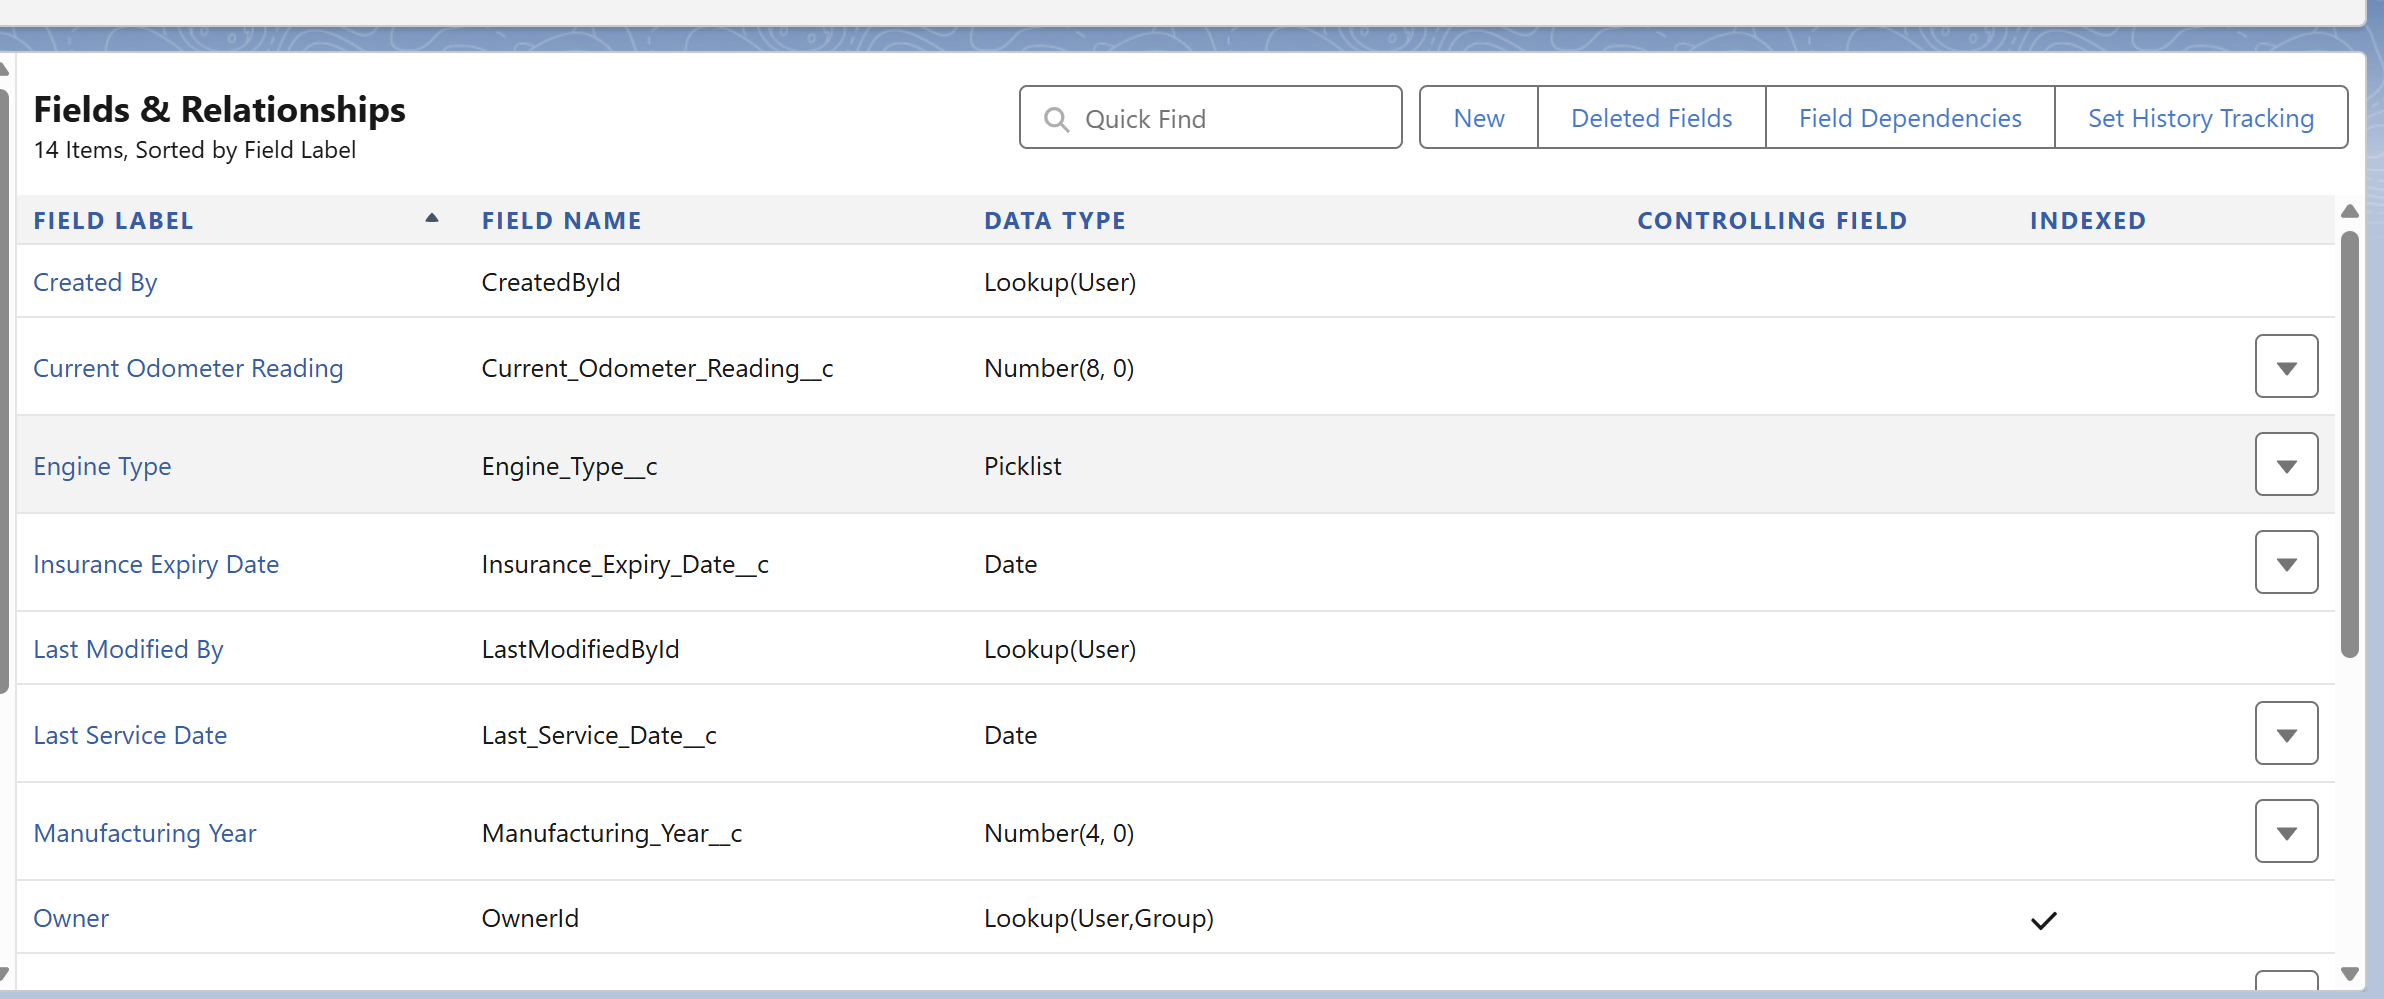 Fields & Relationships
14 Items, Sorted by Field Label
Quick Find
New
Deleted Fields
Field Dependencies
Set History Tracking
FIELD LABEL FIELD NAME DATA TYPE CONTROLLING FIELD INDEXED
Created By CreatedById Lookup(User)
Current Odometer Reading Current_Odometer_Reading__c Number(8, 0)
Engine Type Engine_Type__c Picklist
Insurance Expiry Date Insurance_Expiry_Date__c Date
Last Modified By LastModifiedById Lookup(User)
Last Service Date Last_Service_Date__c Date
Manufacturing Year Manufacturing_Year__c Number(4, 0)
Owner OwnerId Lookup(User,Group)